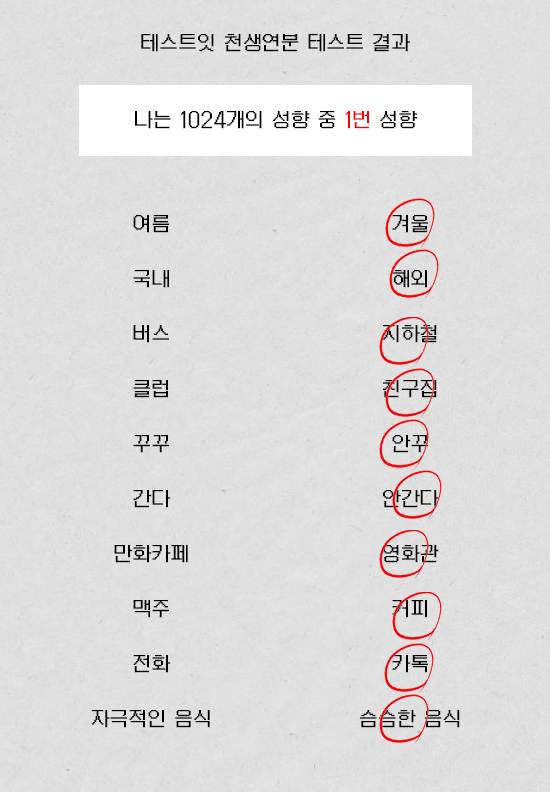 테스트잇 천생연분 테스트 결과
나는 1024개의 성향 중 1번 성향
여름 겨울
국내 해외
버스 지하철
클럽 친구집
꾸꾸 안꾸
간다 안간다
만화카페 영화관
맥주 커피
전화 카톡
자극적인 음식 슴슴한 음식